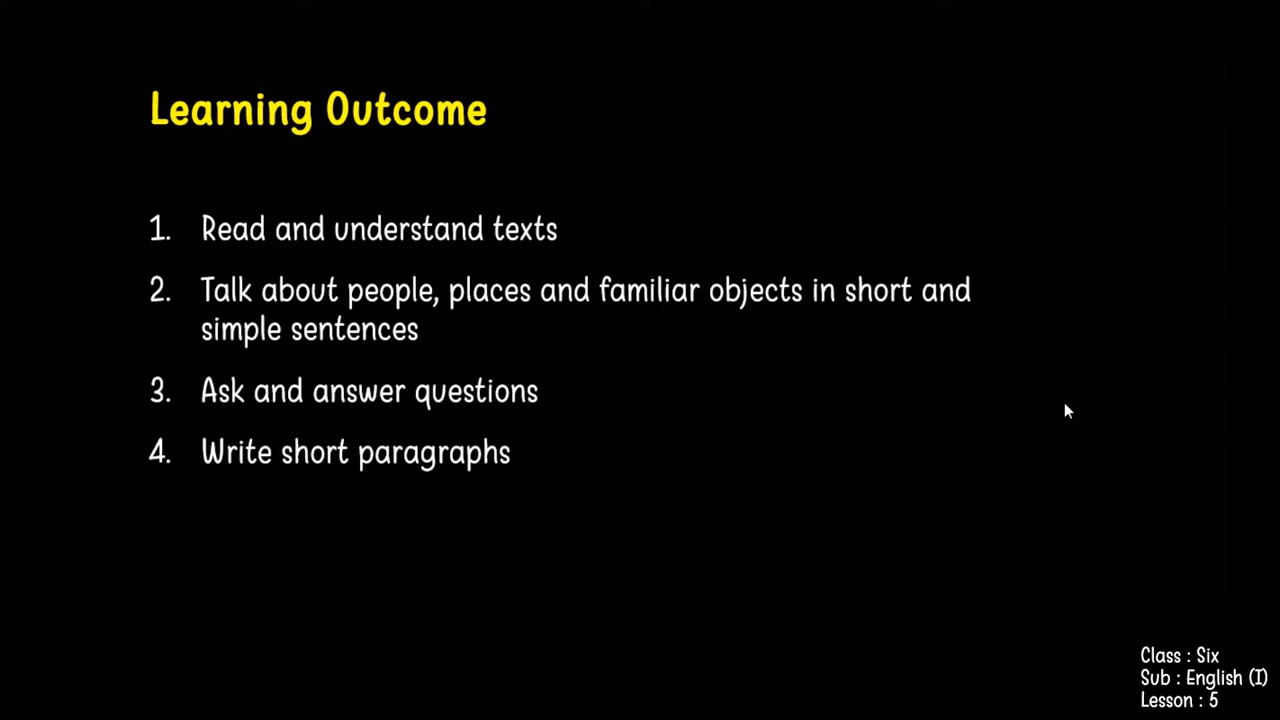 Learning Outcome
1. Read and understand texts
2. Talk about people, places and familiar objects in short and
simple sentences
3. Ask and answer questions
4. Write short paragraphs
Class : Six
Sub : English (I)
Lesson : 5